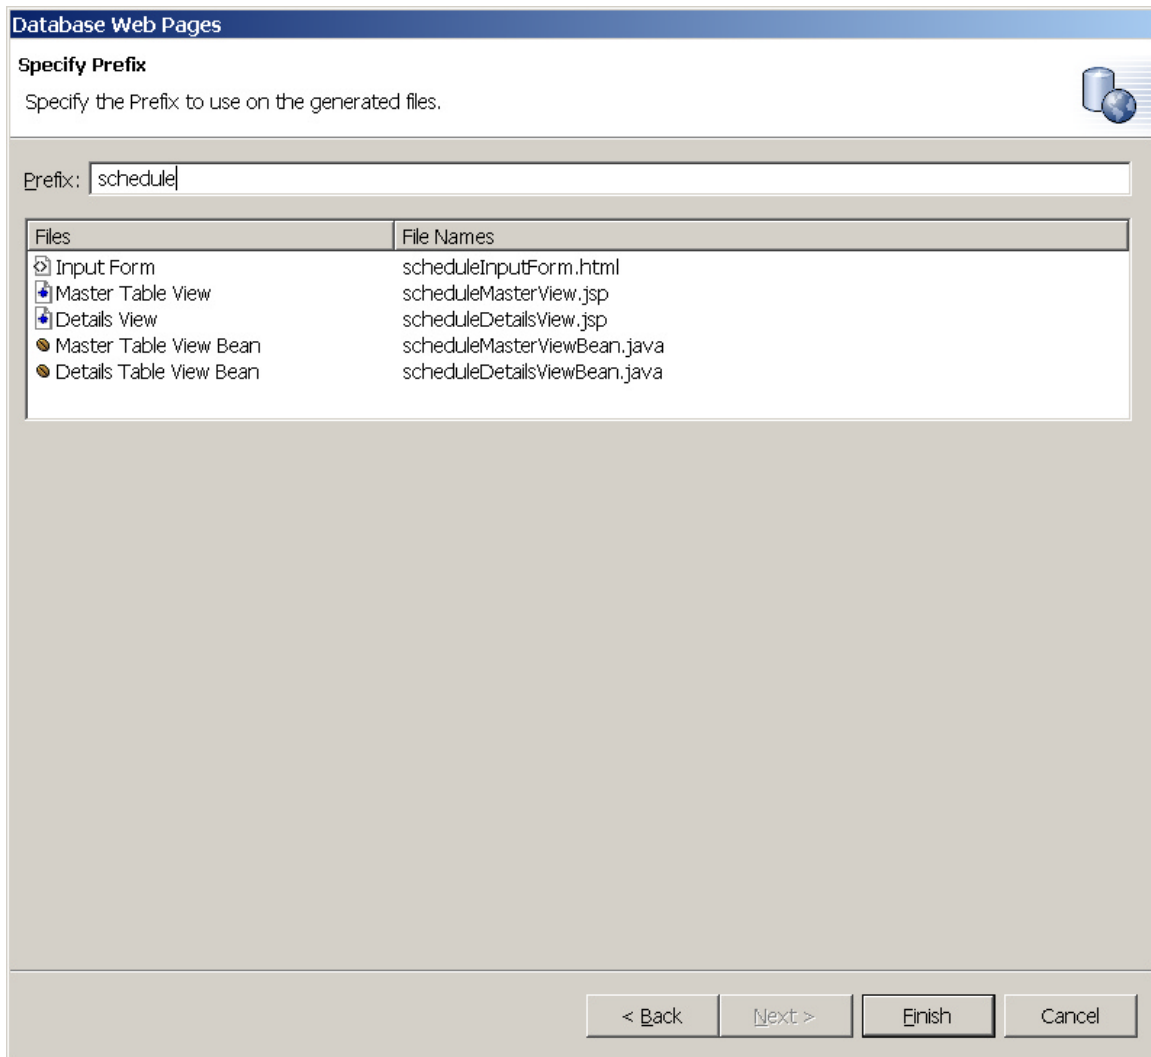 Database Web Pages
Specify Prefix
Specify the Prefix to use on the generated files.
Prefix: schedule
Files File Names
Input Form scheduleInputForm.html
Master Table View scheduleMasterView.jsp
Details View scheduleDetailsView.jsp
Master Table View Bean scheduleMasterViewBean.java
Details Table View Bean scheduleDetailsViewBean.java
< Back Next > Finish Cancel